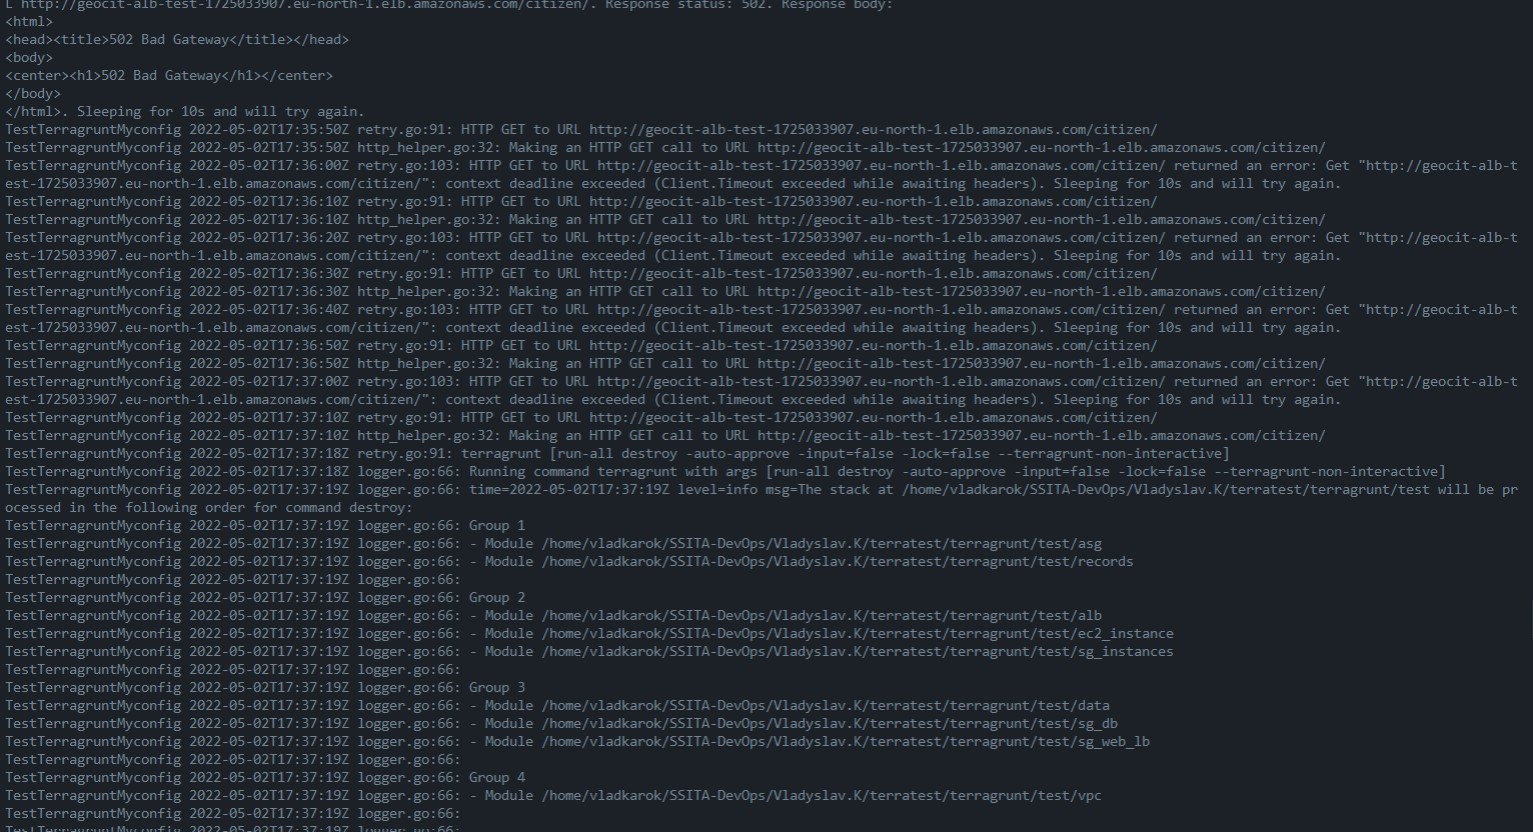 L http://geocit-alb-test-1725033907.eu-north-1.elb.amazonaws.com/citizen/. Response status: 502. Response body:
<html>
<head><title>502 Bad Gateway</title></head>
<body>
<center><h1>502 Bad Gateway</h1></center>
</body>
</html>. Sleeping for 10s and will try again.
TestTerragruntMyconfig 2022-05-02T17:35:50Z retry.go:91: HTTP GET to URL http://geocit-alb-test-1725033907.eu-north-1.elb.amazonaws.com/citizen/
TestTerragruntMyconfig 2022-05-02T17:35:50Z http_helper.go:32: Making an HTTP GET call to URL http://geocit-alb-test-1725033907.eu-north-1.elb.amazonaws.com/citizen/
TestTerragruntMyconfig 2022-05-02T17:36:00Z retry.go:103: HTTP GET to URL http://geocit-alb-test-1725033907.eu-north-1.elb.amazonaws.com/citizen/ returned an error: Get "http://geocit-alb-t
est-1725033907.eu-north-1.elb.amazonaws.com/citizen/": context deadline exceeded (Client.Timeout exceeded while awaiting headers). Sleeping for 10s and will try again.
TestTerragruntMyconfig 2022-05-02T17:36:10Z retry.go:91: HTTP GET to URL http://geocit-alb-test-1725033907.eu-north-1.elb.amazonaws.com/citizen/
TestTerragruntMyconfig 2022-05-02T17:36:10Z http_helper.go:32: Making an HTTP GET call to URL http://geocit-alb-test-1725033907.eu-north-1.elb.amazonaws.com/citizen/
TestTerragruntMyconfig 2022-05-02T17:36:20Z retry.go:103: HTTP GET to URL http://geocit-alb-test-1725033907.eu-north-1.elb.amazonaws.com/citizen/ returned an error: Get "http://geocit-alb-t
est-1725033907.eu-north-1.elb.amazonaws.com/citizen/": context deadline exceeded (Client.Timeout exceeded while awaiting headers). Sleeping for 10s and will try again.
TestTerragruntMyconfig 2022-05-02T17:36:30Z retry.go:91: HTTP GET to URL http://geocit-alb-test-1725033907.eu-north-1.elb.amazonaws.com/citizen/
TestTerragruntMyconfig 2022-05-02T17:36:30Z http_helper.go:32: Making an HTTP GET call to URL http://geocit-alb-test-1725033907.eu-north-1.elb.amazonaws.com/citizen/
TestTerragruntMyconfig 2022-05-02T17:36:40Z retry.go:103: HTTP GET to URL http://geocit-alb-test-1725033907.eu-north-1.elb.amazonaws.com/citizen/ returned an error: Get "http://geocit-alb-t
est-1725033907.eu-north-1.elb.amazonaws.com/citizen/": context deadline exceeded (Client.Timeout exceeded while awaiting headers). Sleeping for 10s and will try again.
TestTerragruntMyconfig 2022-05-02T17:36:50Z retry.go:91: HTTP GET to URL http://geocit-alb-test-1725033907.eu-north-1.elb.amazonaws.com/citizen/
TestTerragruntMyconfig 2022-05-02T17:36:50Z http_helper.go:32: Making an HTTP GET call to URL http://geocit-alb-test-1725033907.eu-north-1.elb.amazonaws.com/citizen/
TestTerragruntMyconfig 2022-05-02T17:37:00Z retry.go:103: HTTP GET to URL http://geocit-alb-test-1725033907.eu-north-1.elb.amazonaws.com/citizen/ returned an error: Get "http://geocit-alb-t
est-1725033907.eu-north-1.elb.amazonaws.com/citizen/": context deadline exceeded (Client.Timeout exceeded while awaiting headers). Sleeping for 10s and will try again.
TestTerragruntMyconfig 2022-05-02T17:37:10Z retry.go:91: HTTP GET to URL http://geocit-alb-test-1725033907.eu-north-1.elb.amazonaws.com/citizen/
TestTerragruntMyconfig 2022-05-02T17:37:10Z http_helper.go:32: Making an HTTP GET call to URL http://geocit-alb-test-1725033907.eu-north-1.elb.amazonaws.com/citizen/
TestTerragruntMyconfig 2022-05-02T17:37:18Z retry.go:91: terragrunt [run-all destroy -auto-approve -input=false -lock=false --terragrunt-non-interactive]
TestTerragruntMyconfig 2022-05-02T17:37:18Z logger.go:66: Running command terragrunt with args [run-all destroy -auto-approve -input=false -lock=false --terragrunt-non-interactive]
TestTerragruntMyconfig 2022-05-02T17:37:19Z logger.go:66: time=2022-05-02T17:37:19Z level=info msg=The stack at /home/vladkarok/SSITA-DevOps/Vladyslav.K/terratest/terragrunt/test will be pr
ocessed in the following order for command destroy:
TestTerragruntMyconfig 2022-05-02T17:37:19Z logger.go:66: Group 1
TestTerragruntMyconfig 2022-05-02T17:37:19Z logger.go:66: - Module /home/vladkarok/SSITA-DevOps/Vladyslav.K/terratest/terragrunt/test/asg
TestTerragruntMyconfig 2022-05-02T17:37:19Z logger.go:66: - Module /home/vladkarok/SSITA-DevOps/Vladyslav.K/terratest/terragrunt/test/records
TestTerragruntMyconfig 2022-05-02T17:37:19Z logger.go:66:
TestTerragruntMyconfig 2022-05-02T17:37:19Z logger.go:66: Group 2
TestTerragruntMyconfig 2022-05-02T17:37:19Z logger.go:66: - Module /home/vladkarok/SSITA-DevOps/Vladyslav.K/terratest/terragrunt/test/alb
TestTerragruntMyconfig 2022-05-02T17:37:19Z logger.go:66: - Module /home/vladkarok/SSITA-DevOps/Vladyslav.K/terratest/terragrunt/test/ec2_instance
TestTerragruntMyconfig 2022-05-02T17:37:19Z logger.go:66: - Module /home/vladkarok/SSITA-DevOps/Vladyslav.K/terratest/terragrunt/test/sg_instances
TestTerragruntMyconfig 2022-05-02T17:37:19Z logger.go:66:
TestTerragruntMyconfig 2022-05-02T17:37:19Z logger.go:66: Group 3
TestTerragruntMyconfig 2022-05-02T17:37:19Z logger.go:66: - Module /home/vladkarok/SSITA-DevOps/Vladyslav.K/terratest/terragrunt/test/data
TestTerragruntMyconfig 2022-05-02T17:37:19Z logger.go:66: - Module /home/vladkarok/SSITA-DevOps/Vladyslav.K/terratest/terragrunt/test/sg_db
TestTerragruntMyconfig 2022-05-02T17:37:19Z logger.go:66: - Module /home/vladkarok/SSITA-DevOps/Vladyslav.K/terratest/terragrunt/test/sg_web_lb
TestTerragruntMyconfig 2022-05-02T17:37:19Z logger.go:66:
TestTerragruntMyconfig 2022-05-02T17:37:19Z logger.go:66: Group 4
TestTerragruntMyconfig 2022-05-02T17:37:19Z logger.go:66: - Module /home/vladkarok/SSITA-DevOps/Vladyslav.K/terratest/terragrunt/test/vpc
TestTerragruntMyconfig 2022-05-02T17:37:19Z logger.go:66: